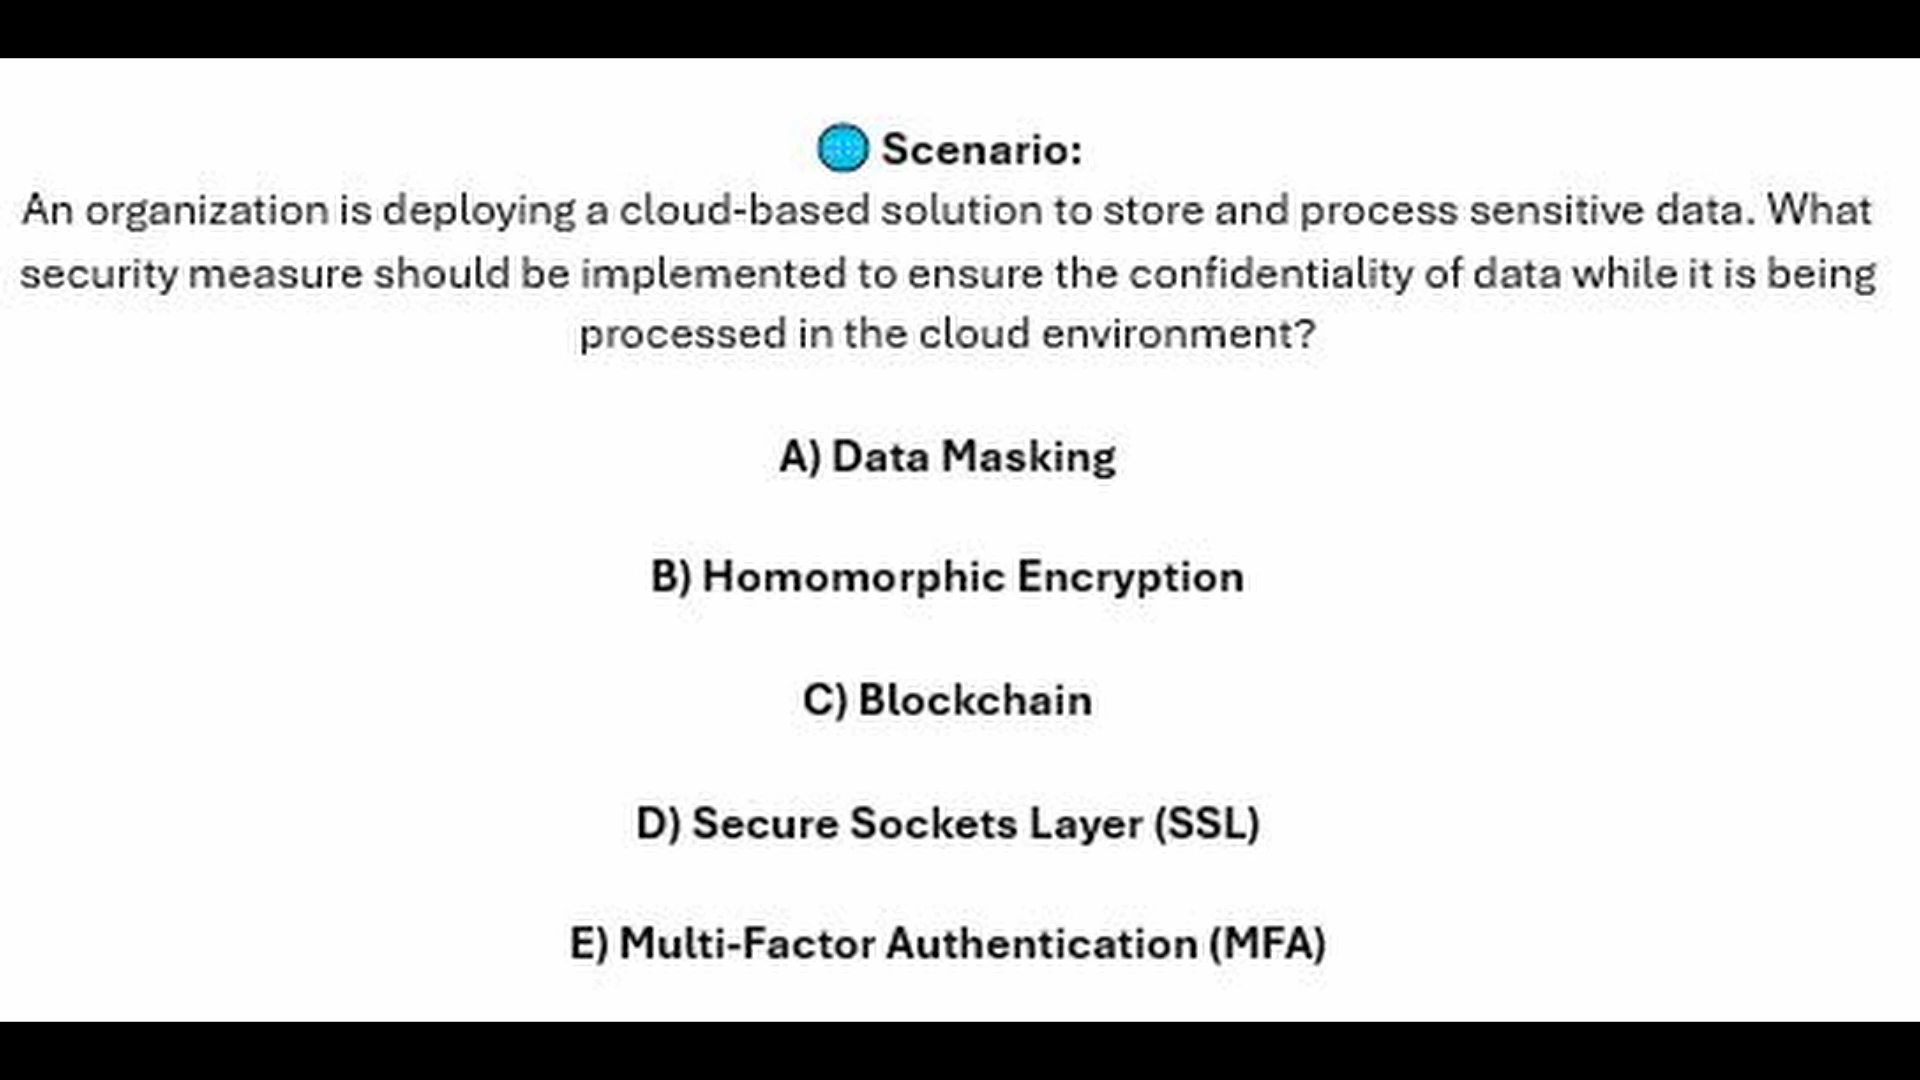 Scenario:
An organization is deploying a cloud-based solution to store and process sensitive data. What
security measure should be implemented to ensure the confidentiality of data while it is being
processed in the cloud environment?
A) Data Masking
B) Homomorphic Encryption
C) Blockchain
D) Secure Sockets Layer (SSL)
E) Multi-Factor Authentication (MFA)